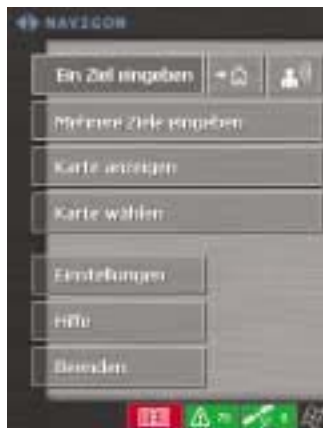 NAVIGON
Ein Ziel eingeben
Mehrere Ziele eingeben
Karte anzeigen
Karte wählen
Einstellungen
Hilfe
Beenden